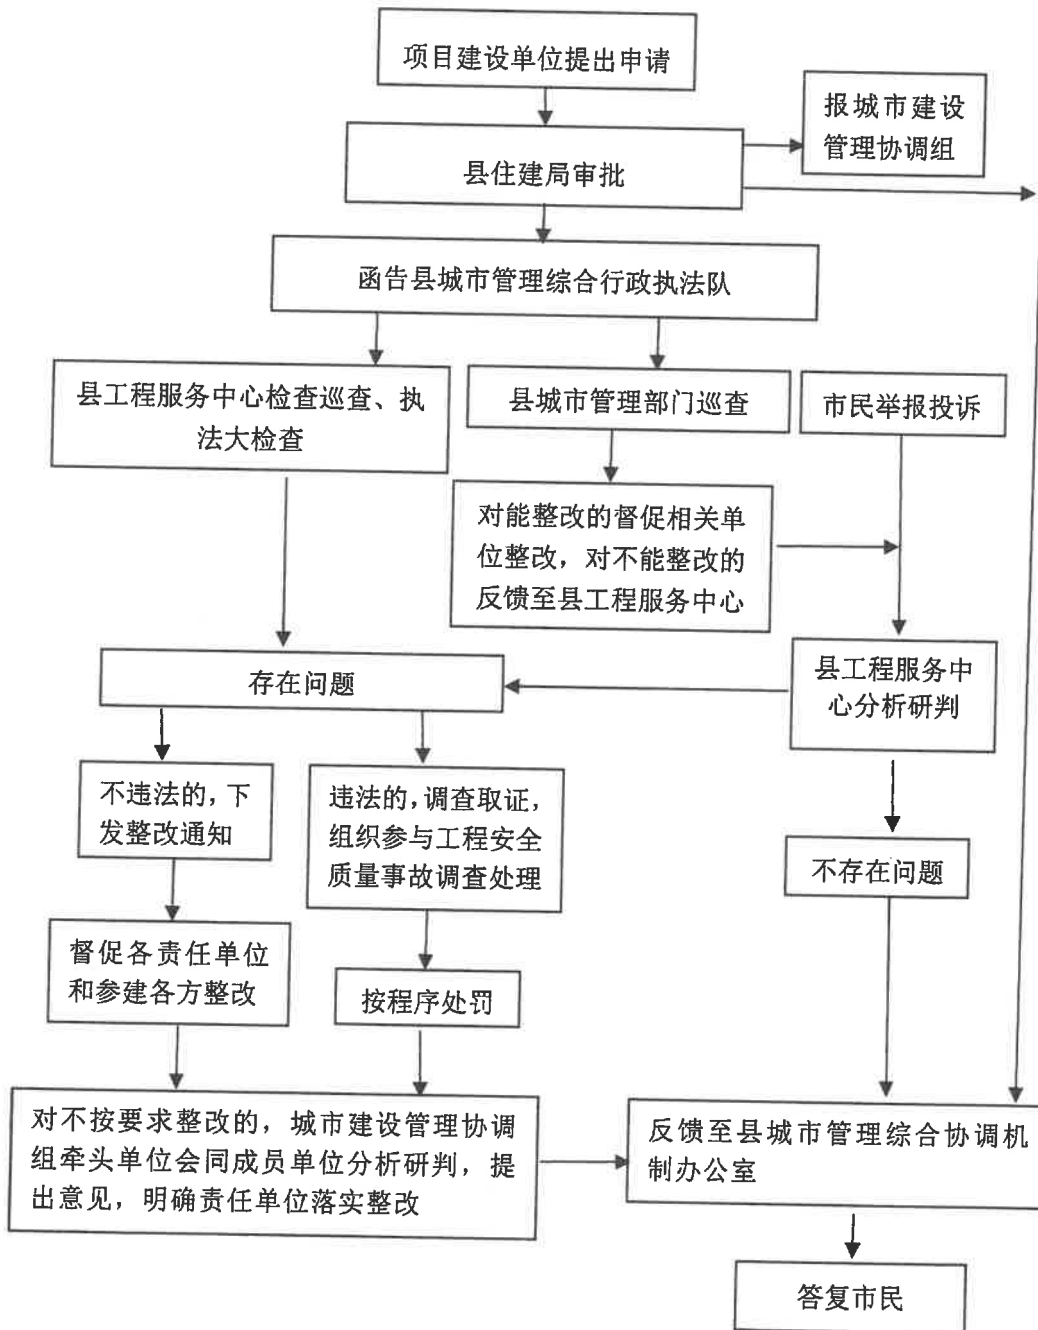 项目建设单位提出申请
报城市建设
管理协调组
县住建局审批
函告县城市管理综合行政执法队
县工程服务中心检查巡查、执
法大检查
县城市管理部门巡查
市民举报投诉
对能整改的督促相关单
位整改，对不能整改的
反馈至县工程服务中心
存在问题
县工程服务中
心分析研判
不违法的，下
发整改通知
违法的，调查取证，
组织参与工程安全
质量事故调查处理
不存在问题
督促各责任单位
和参建各方整改
按程序处罚
对不按要求整改的，城市建设管理协调
组牵头单位会同成员单位分析研判，提
出意见，明确责任单位落实整改
反馈至县城市管理综合协调机
制办公室
答复市民